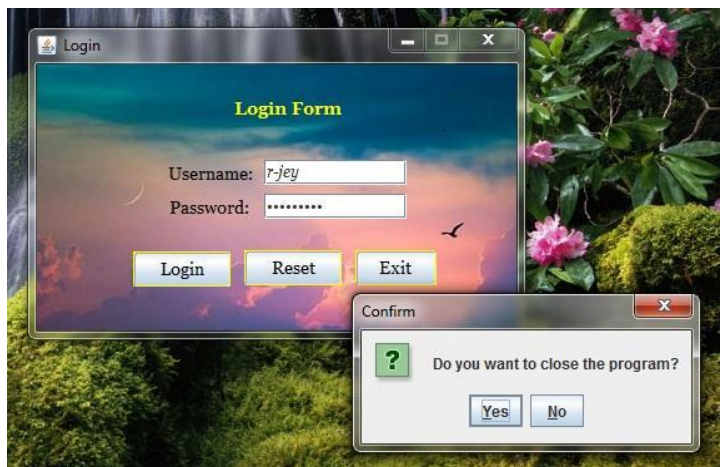 Login
Login Form
Username: r-jey
Password: •••••••••
Login Reset Exit
Confirm
? Do you want to close the program?
Yes No